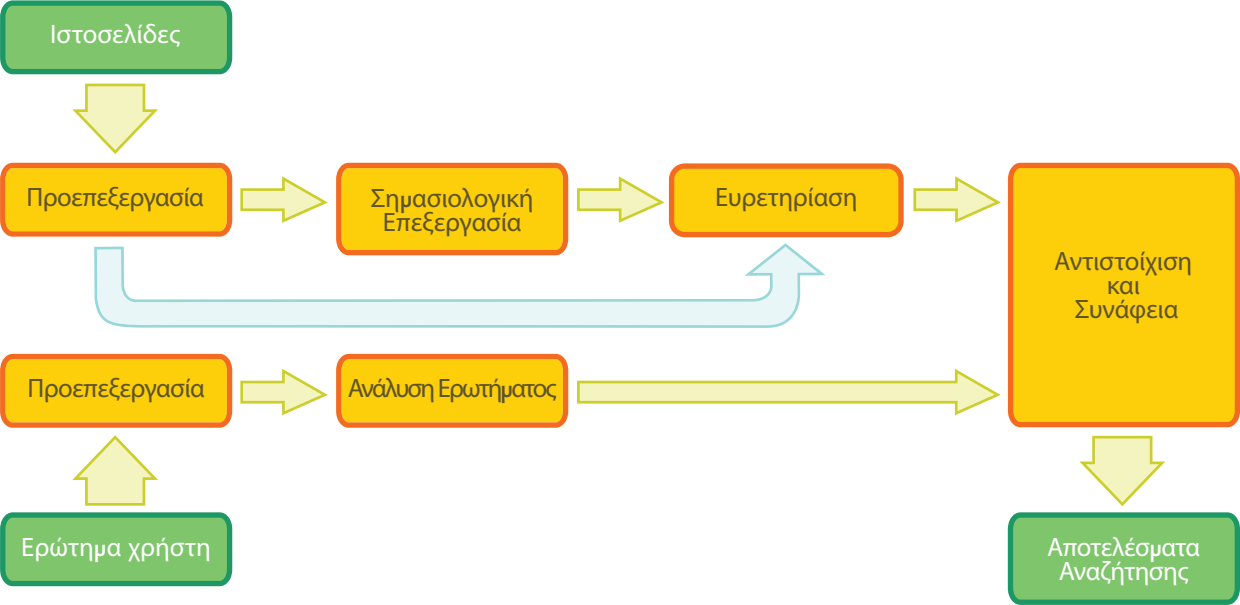 Ιστοσελίδες
Προεπεξεργασία
Σημασιολογική
Επεξεργασία
Ευρετηρίαση
Αντιστοίχιση
και
Συνάφεια
Προεπεξεργασία
Ανάλυση Ερωτήματος
Ερώτημα χρήστη
Αποτελέσματα
Αναζήτησης